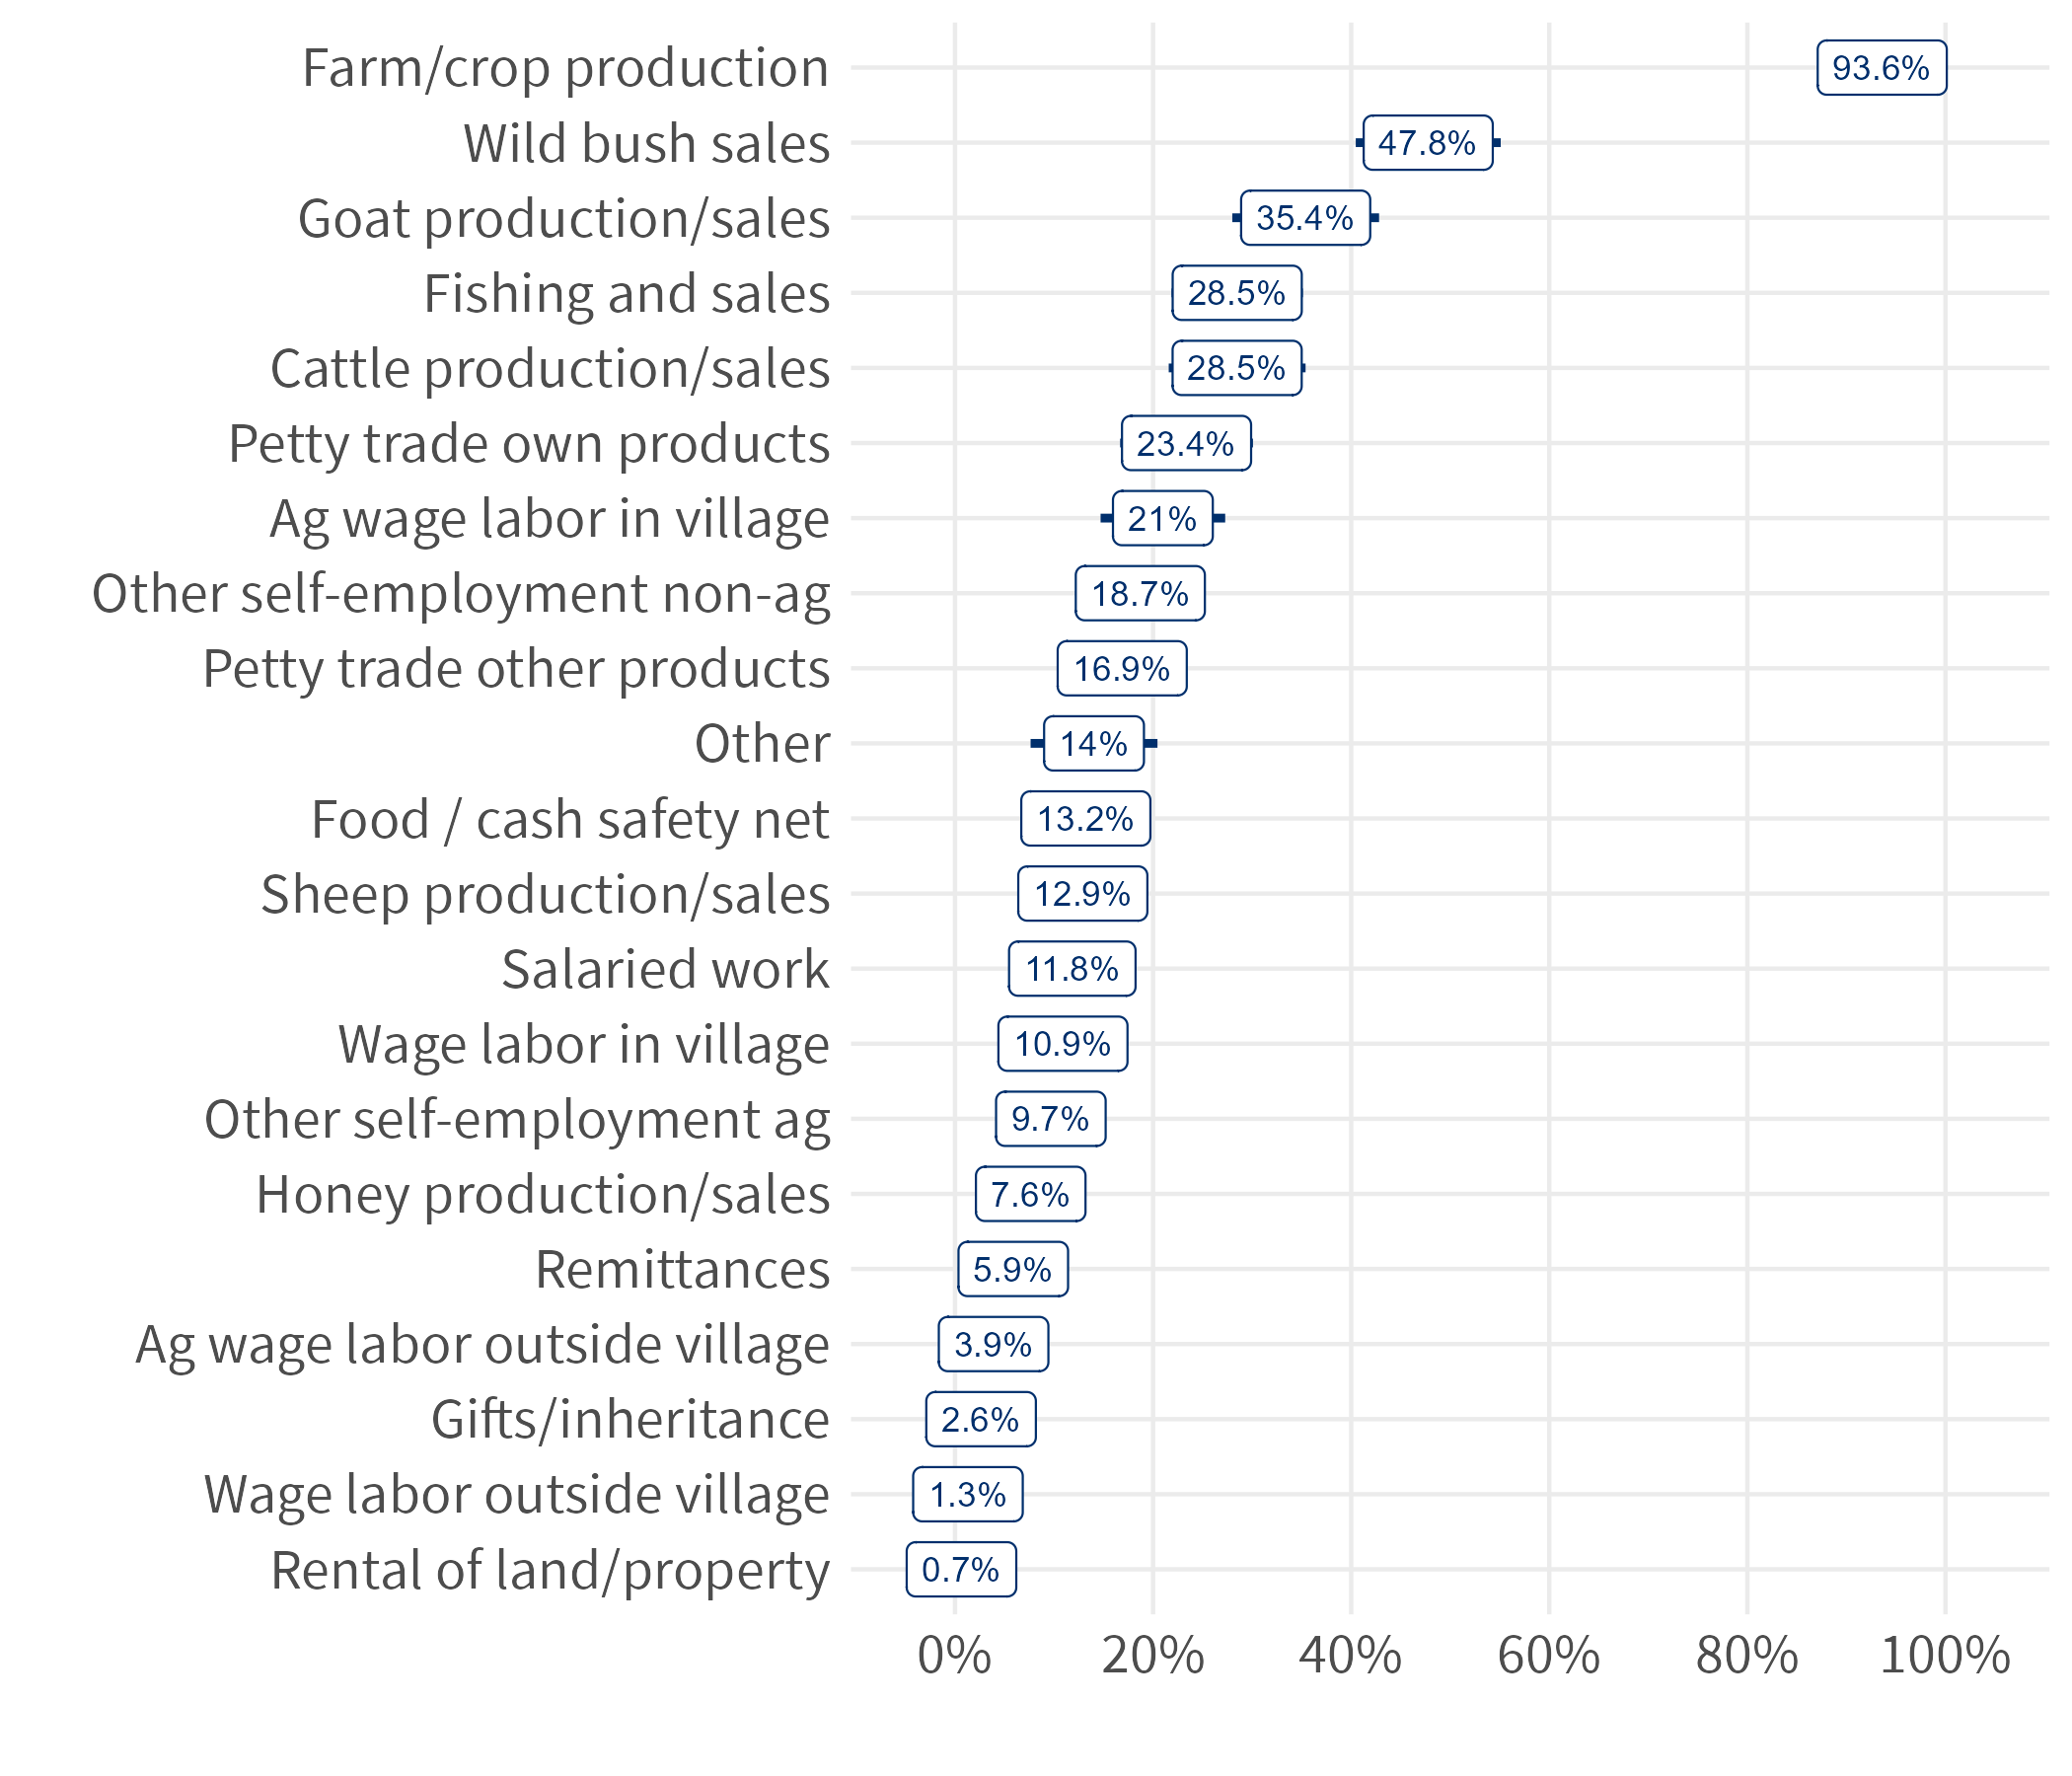 Farm/crop production 93.6%
Wild bush sales 47.8%
Goat production/sales 35.4%
Fishing and sales 28.5%
Cattle production/sales 28.5%
Petty trade own products 23.4%
Ag wage labor in village 21%
Other self-employment non-ag 18.7%
Petty trade other products 16.9%
Other 14%
Food / cash safety net 13.2%
Sheep production/sales 12.9%
Salaried work 11.8%
Wage labor in village 10.9%
Other self-employment ag 9.7%
Honey production/sales 7.6%
Remittances 5.9%
Ag wage labor outside village 3.9%
Gifts/inheritance 2.6%
Wage labor outside village 1.3%
Rental of land/property 0.7%
0% 20% 40% 60% 80% 100%